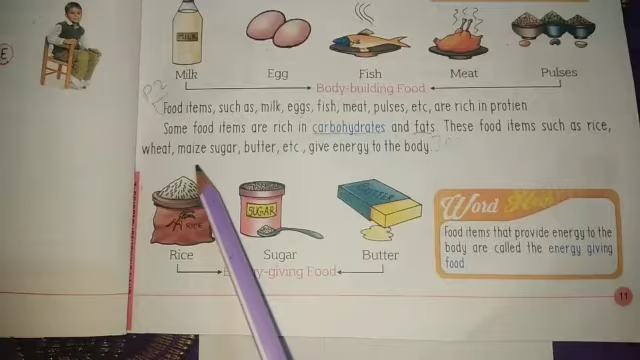 E
MILK
Milk Egg Fish Meat Pulses
Body-building Food
P2
Food items, such as, milk, eggs, fish, meat, pulses, etc, are rich in protien
Some food items are rich in carbohydrates and fats. These food items such as rice,
wheat, maize sugar, butter, etc., give energy to the body.
RICE
SUGAR
BUTTER
Rice Sugar Butter
-giving Food
Word
Food items that provide energy to the
body are called the energy giving
food.
11